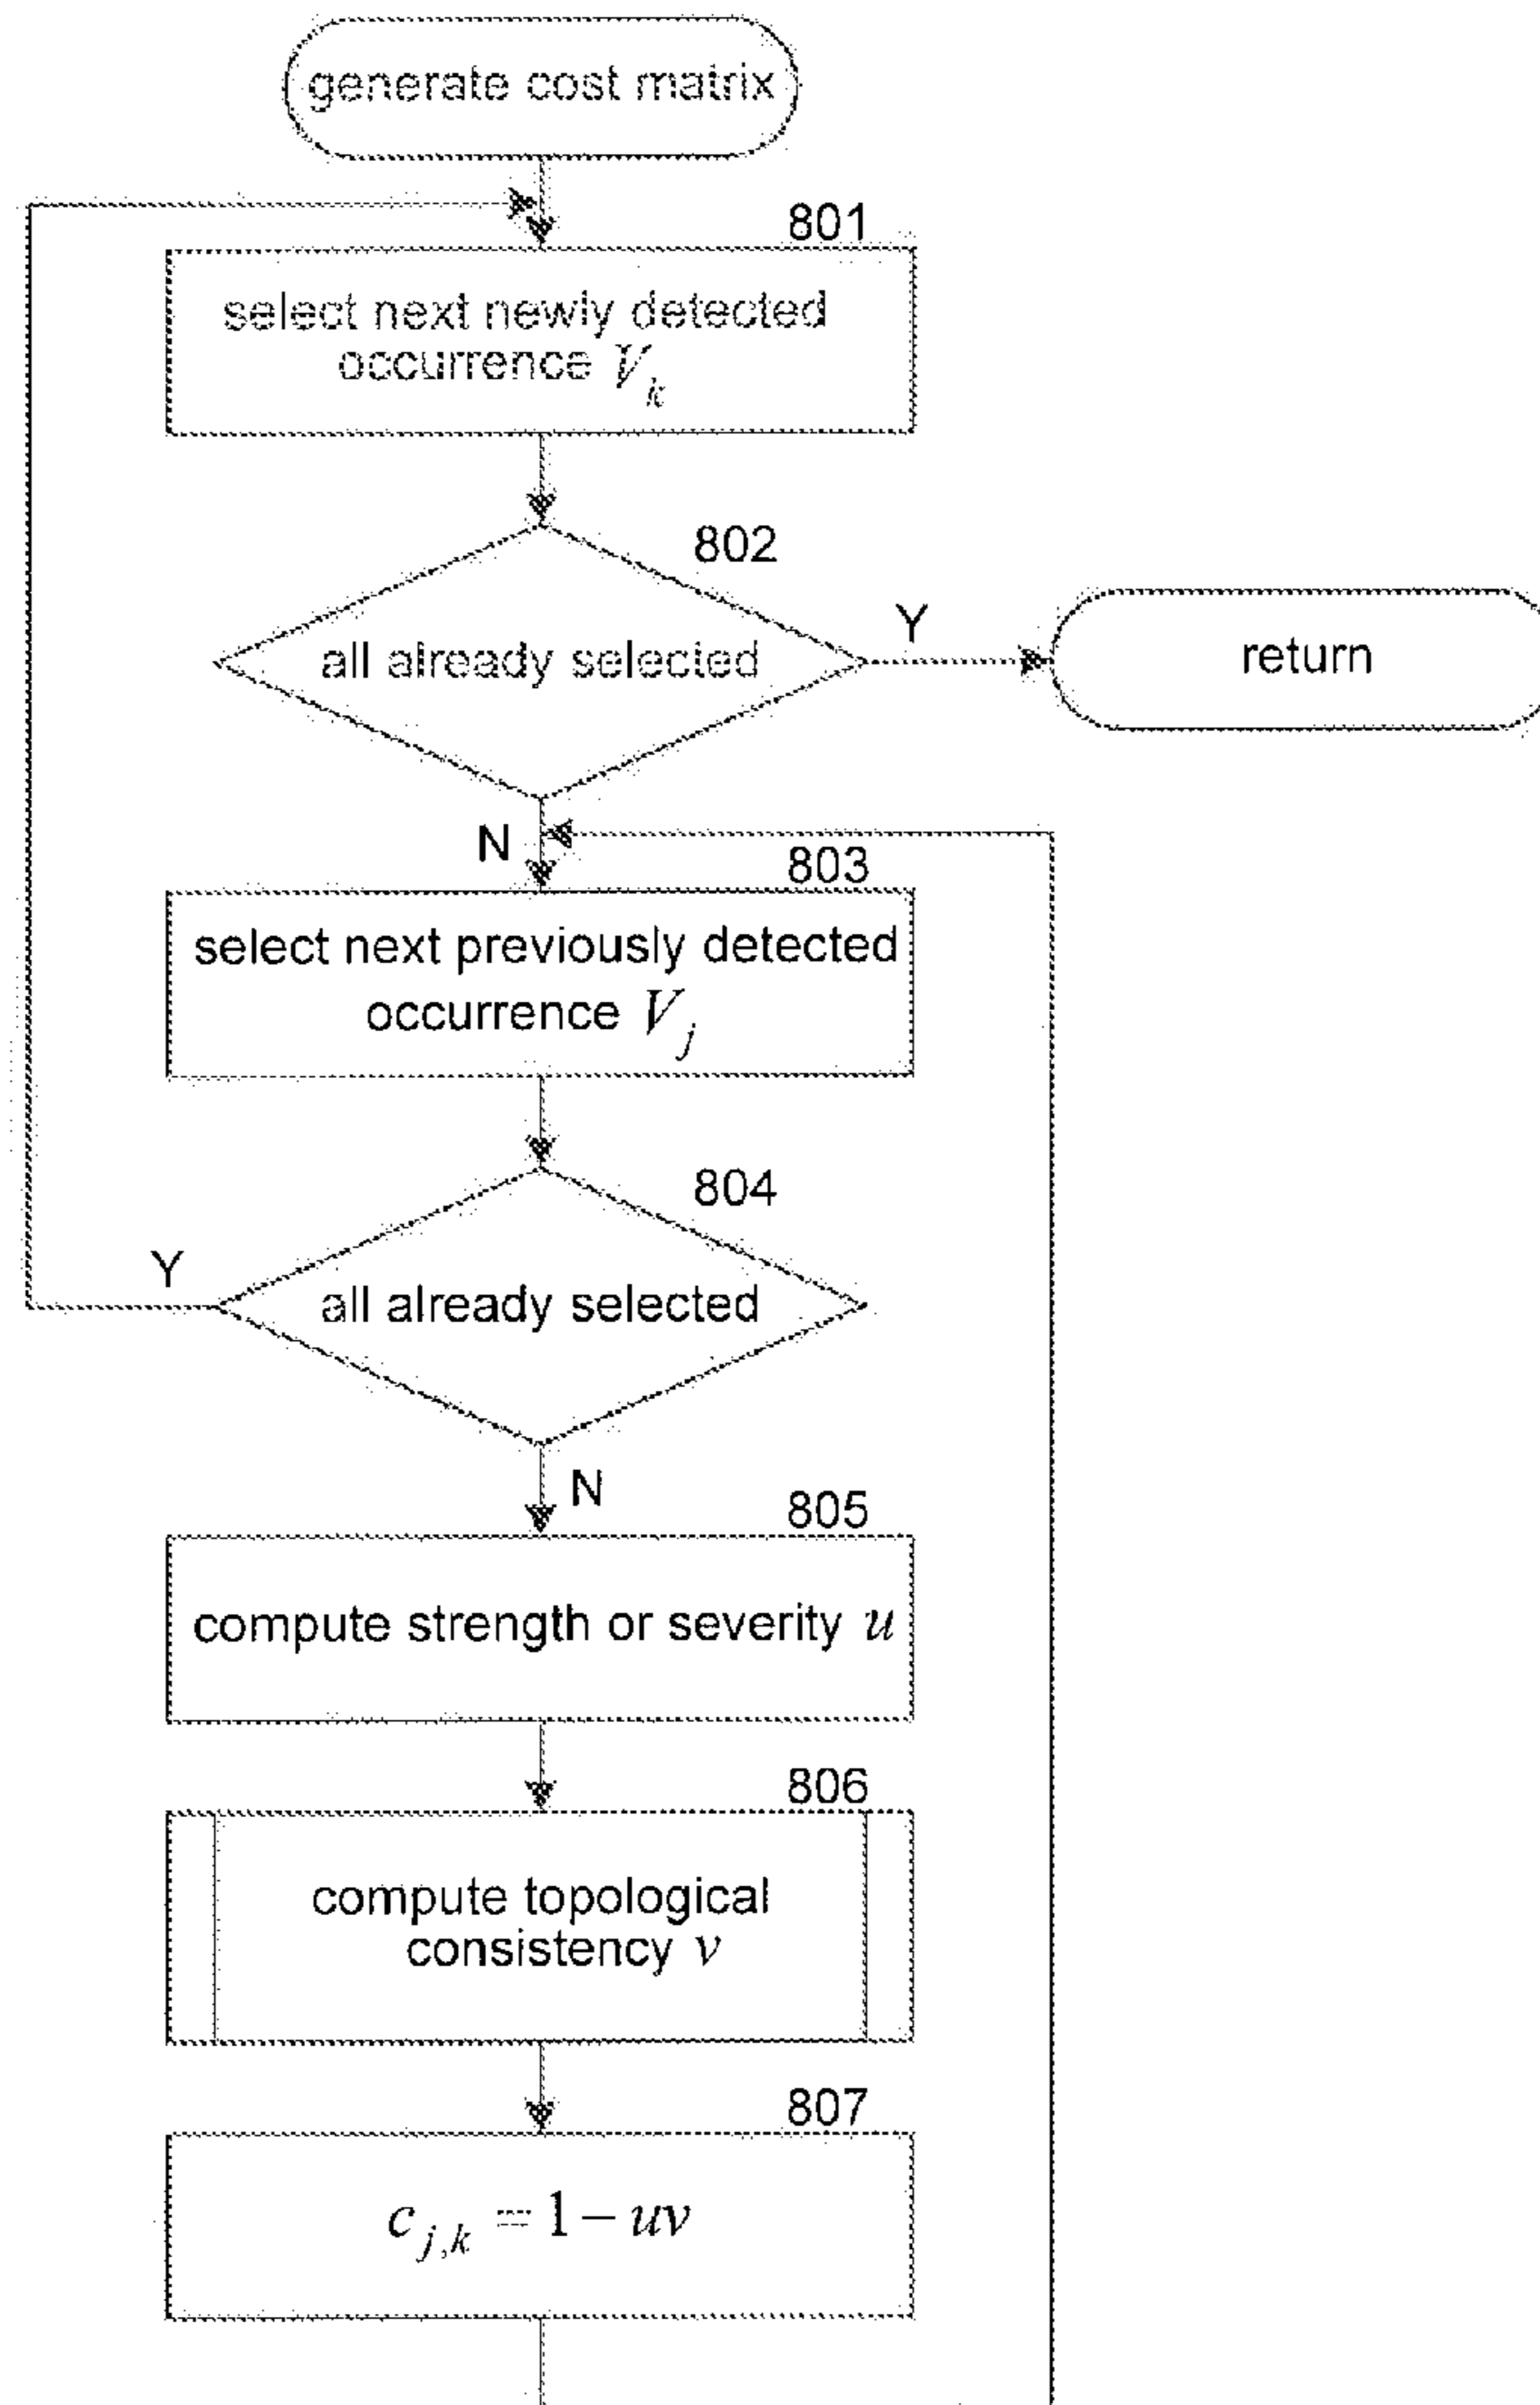 generate cost matrix
801
select next newly detected
occurrence V_k
802
all already selected
Y
return
N
803
select next previously detected
occurrence V_j
804
Y
all already selected
N
805
compute strength or severity u
806
compute topological
consistency v
807
c_{j,k} = 1 – uv